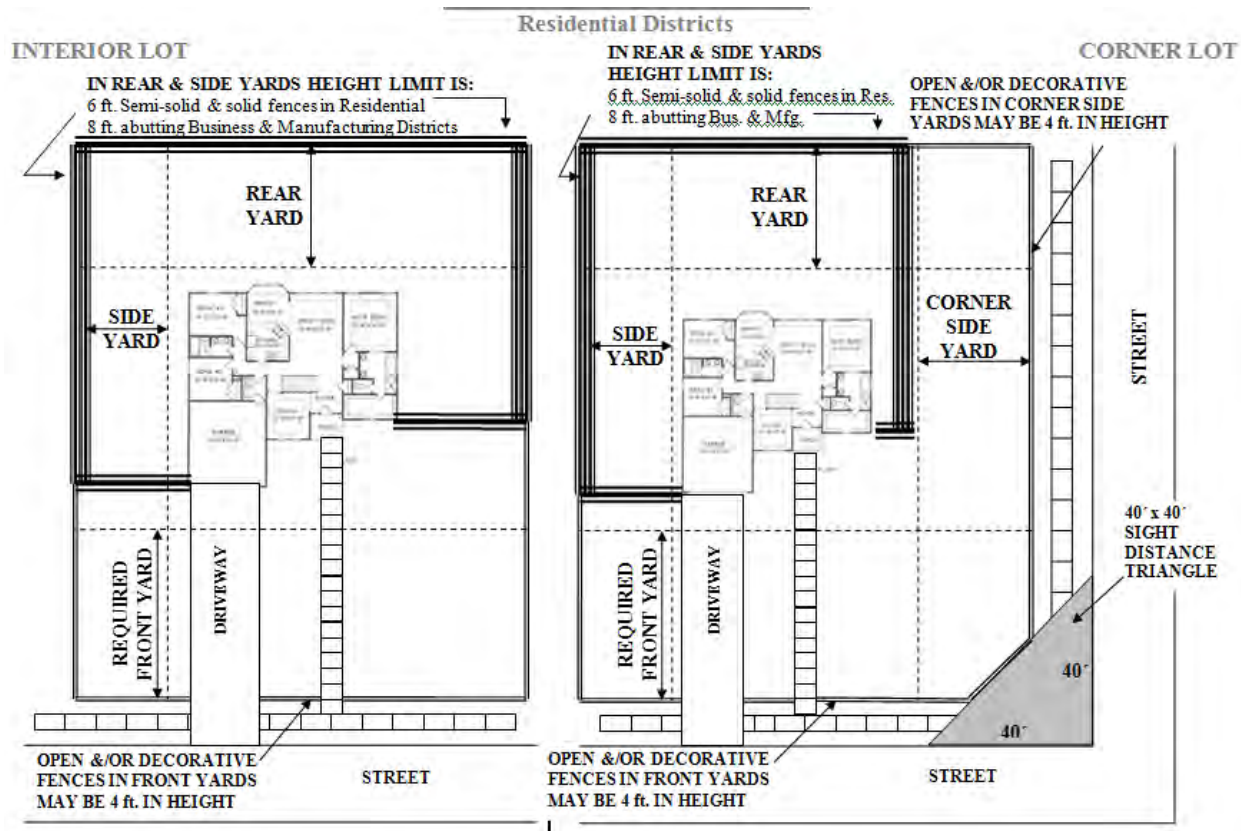 Residential Districts
INTERIOR LOT
IN REAR & SIDE YARDS HEIGHT LIMIT IS:
6 ft. Semi-solid & solid fences in Residential
8 ft. abutting Business & Manufacturing Districts
REAR
YARD
SIDE
YARD
REQUIRED
FRONT YARD
DRIVEWAY
OPEN &/OR DECORATIVE
FENCES IN FRONT YARDS
MAY BE 4 ft. IN HEIGHT
STREET
CORNER LOT
IN REAR & SIDE YARDS
HEIGHT LIMIT IS:
6 ft. Semi-solid & solid fences in Res.
8 ft. abutting Bus. & Mfg.
OPEN &/OR DECORATIVE
FENCES IN CORNER SIDE
YARDS MAY BE 4 ft. IN HEIGHT
REAR
YARD
SIDE
YARD
CORNER
SIDE
YARD
STREET
40´ x 40´
SIGHT
DISTANCE
TRIANGLE
REQUIRED
FRONT YARD
DRIVEWAY
40´
40´
OPEN &/OR DECORATIVE
FENCES IN FRONT YARDS
MAY BE 4 ft. IN HEIGHT
STREET